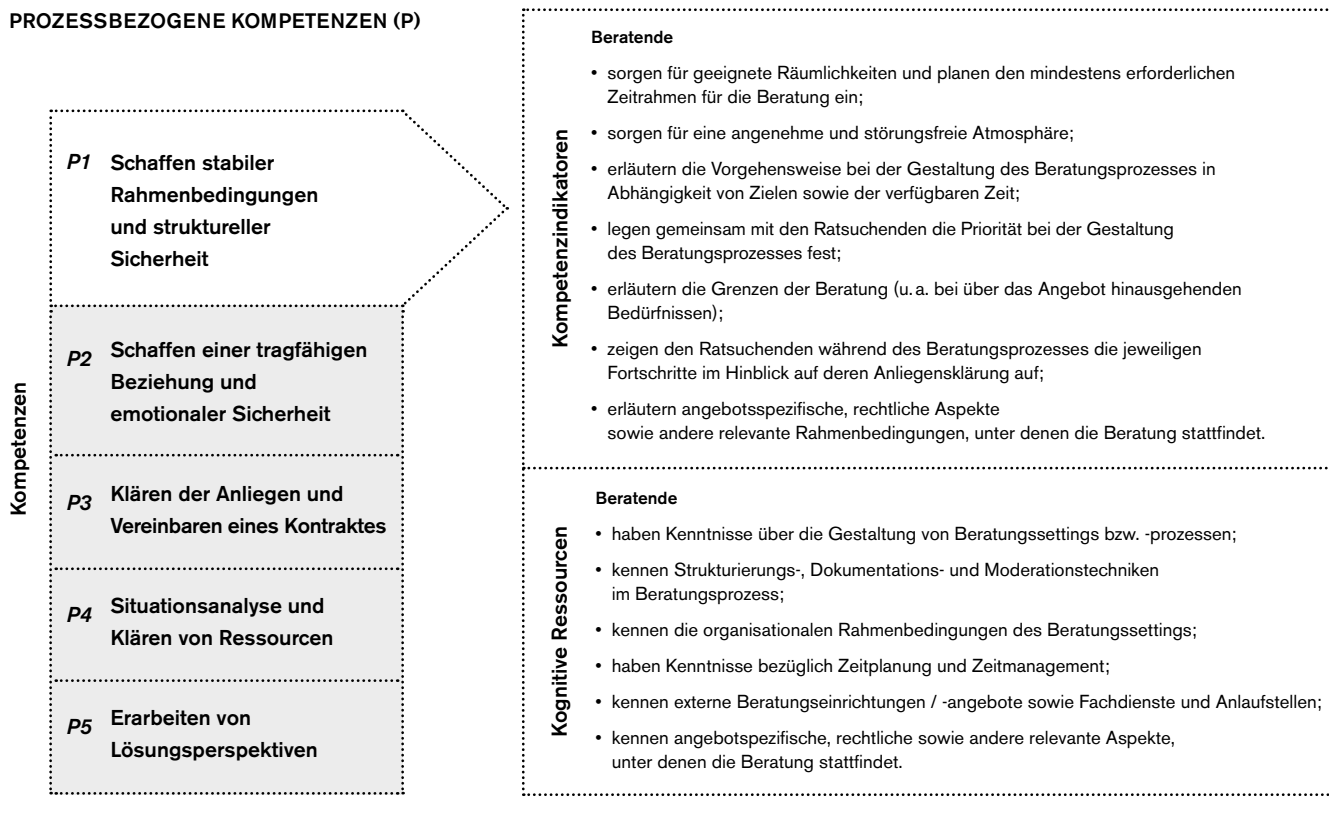 PROZESSBEZOGENE KOMPETENZEN (P)
Kompetenzen
P1 Schaffen stabiler
Rahmenbedingungen
und struktureller
Sicherheit
P2 Schaffen einer tragfähigen
Beziehung und
emotionaler Sicherheit
P3 Klären der Anliegen und
Vereinbaren eines Kontraktes
P4 Situationsanalyse und
Klären von Ressourcen
P5 Erarbeiten von
Lösungsperspektiven
Kompetenzindikatoren
Beratende
• sorgen für geeignete Räumlichkeiten und planen den mindestens erforderlichen
Zeitrahmen für die Beratung ein;
• sorgen für eine angenehme und störungsfreie Atmosphäre;
• erläutern die Vorgehensweise bei der Gestaltung des Beratungsprozesses in
Abhängigkeit von Zielen sowie der verfügbaren Zeit;
• legen gemeinsam mit den Ratsuchenden die Priorität bei der Gestaltung
des Beratungsprozesses fest;
• erläutern die Grenzen der Beratung (u. a. bei über das Angebot hinausgehenden
Bedürfnissen);
• zeigen den Ratsuchenden während des Beratungsprozesses die jeweiligen
Fortschritte im Hinblick auf deren Anliegensklärung auf;
• erläutern angebotsspezifische, rechtliche Aspekte
sowie andere relevante Rahmenbedingungen, unter denen die Beratung stattfindet.
Kognitive Ressourcen
Beratende
• haben Kenntnisse über die Gestaltung von Beratungssettings bzw. -prozessen;
• kennen Strukturierungs-, Dokumentations- und Moderationstechniken
im Beratungsprozess;
• kennen die organisationalen Rahmenbedingungen des Beratungssettings;
• haben Kenntnisse bezüglich Zeitplanung und Zeitmanagement;
• kennen externe Beratungseinrichtungen / -angebote sowie Fachdienste und Anlaufstellen;
• kennen angebotspezifische, rechtliche sowie andere relevante Aspekte,
unter denen die Beratung stattfindet.